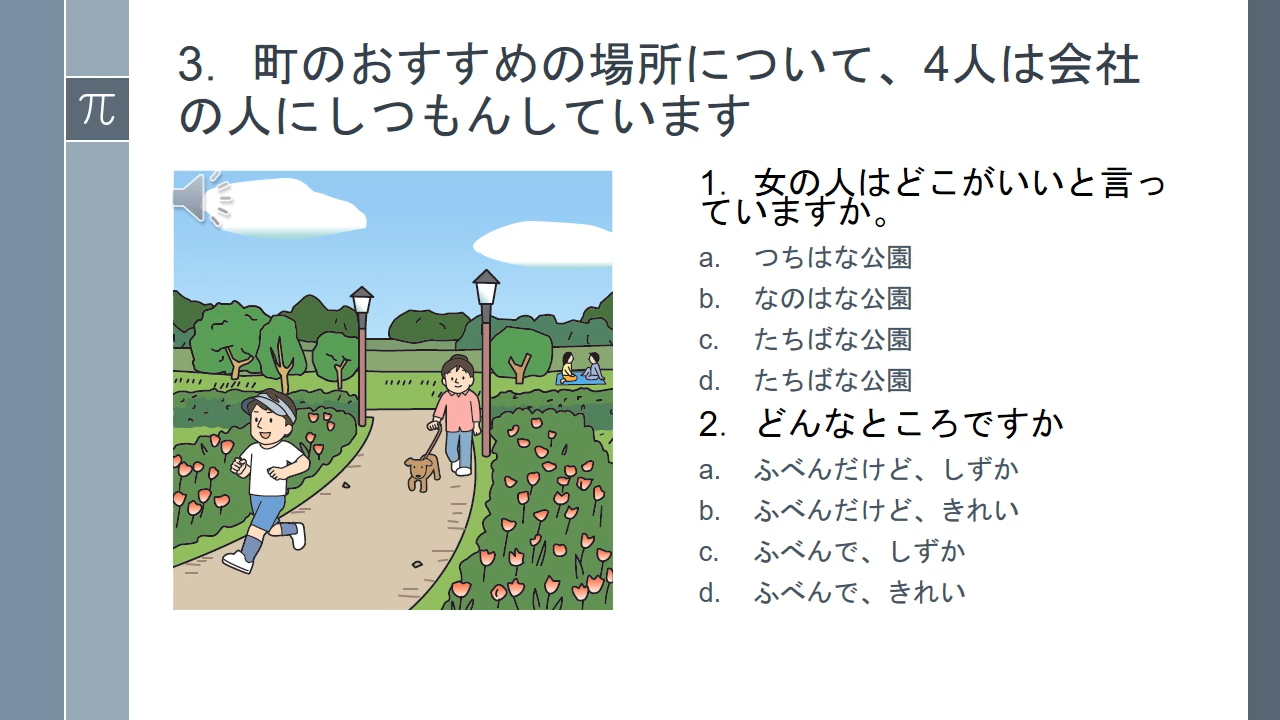 3. 町のおすすめの場所について、4人は会社
の人にしつもんしています
π
1. 女の人はどこがいいと言っ
ていますか。
a. つちはな公園
b. なのはな公園
c. たちばな公園
d. たちばな公園
2. どんなところですか
a. ふべんだけど、しずか
b. ふべんだけど、きれい
c. ふべんで、しずか
d. ふべんで、きれい